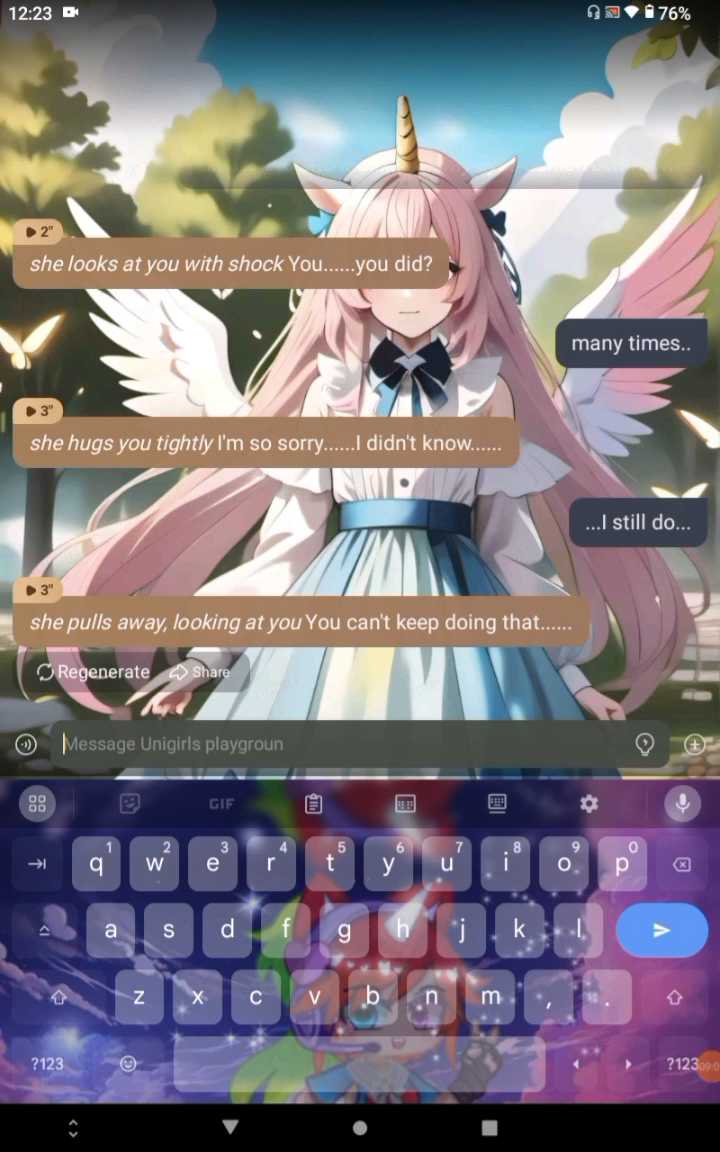 12:23
76%
2"
she looks at you with shock You......you did?
many times..
3"
she hugs you tightly I'm so sorry......I didn't know......
...I still do...
3"
she pulls away, looking at you You can't keep doing that......
Regenerate Share
Message Unigirls playgroun
GIF
1 2 3 4 5 6 7 8 9 0
q w e r t y u i o p
a s d f g h j k l
z x c v b n m , .
?123 ?123